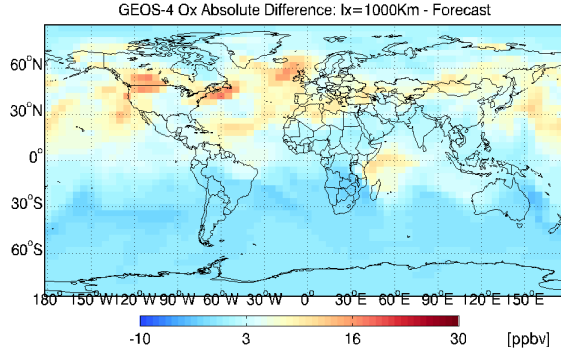 GEOS-4 Ox Absolute Difference: lx=1000Km - Forecast
60°N
30°N
0°
30°S
60°S
180°150°W120°W 90°W 60°W 30°W 0° 30°E 60°E 90°E 120°E 150°E
-10 3 16 30 [ppbv]